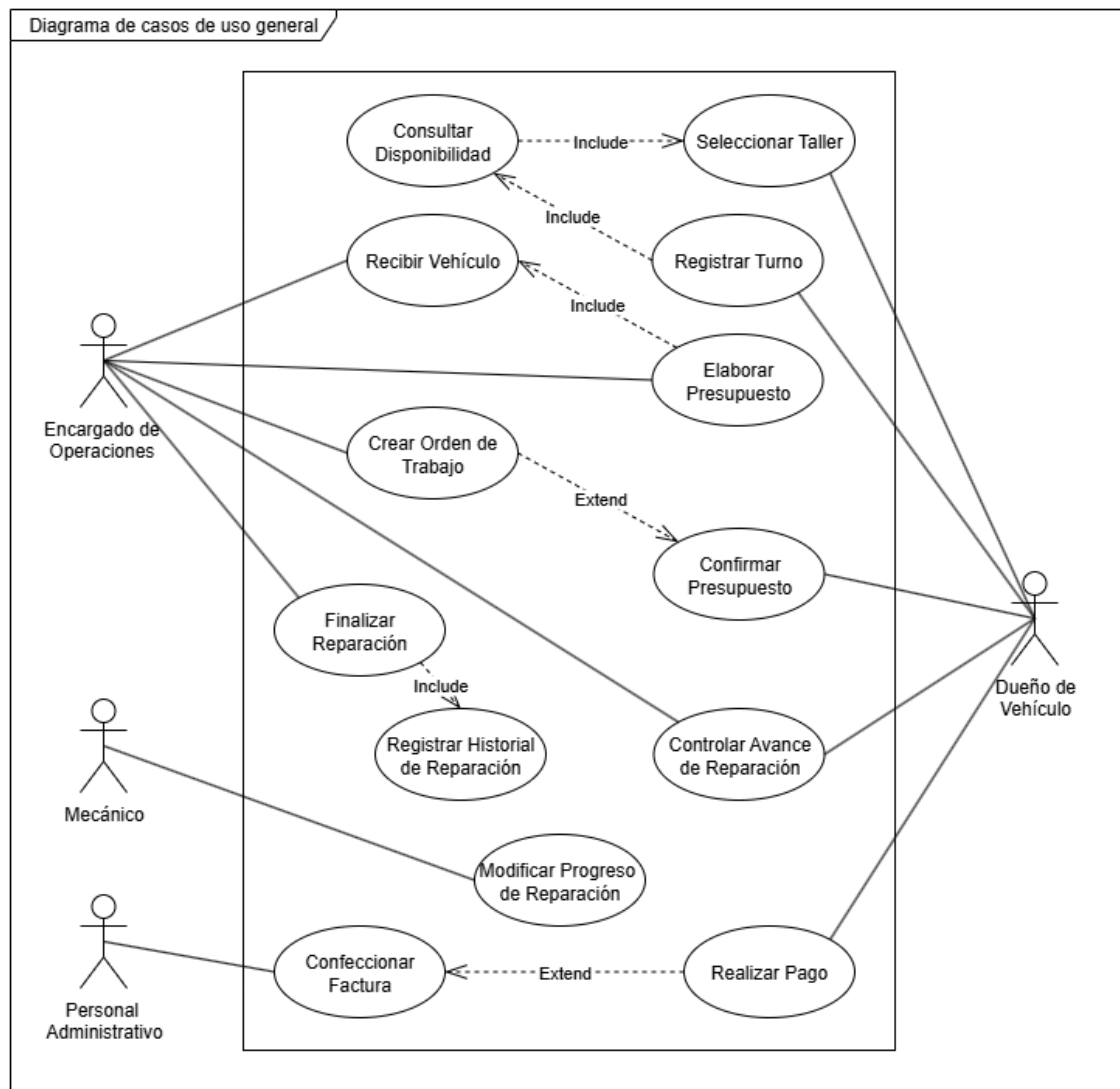 Diagrama de casos de uso general
Consultar
Disponibilidad
Include
Seleccionar Taller
Include
Recibir Vehículo
Registrar Turno
Include
Elaborar
Presupuesto
Encargado de
Operaciones
Crear Orden de
Trabajo
Extend
Confirmar
Presupuesto
Finalizar
Reparación
Include
Dueño de
Vehículo
Registrar Historial
de Reparación
Controlar Avance
de Reparación
Mecánico
Modificar Progreso
de Reparación
Confeccionar
Factura
Extend
Realizar Pago
Personal
Administrativo